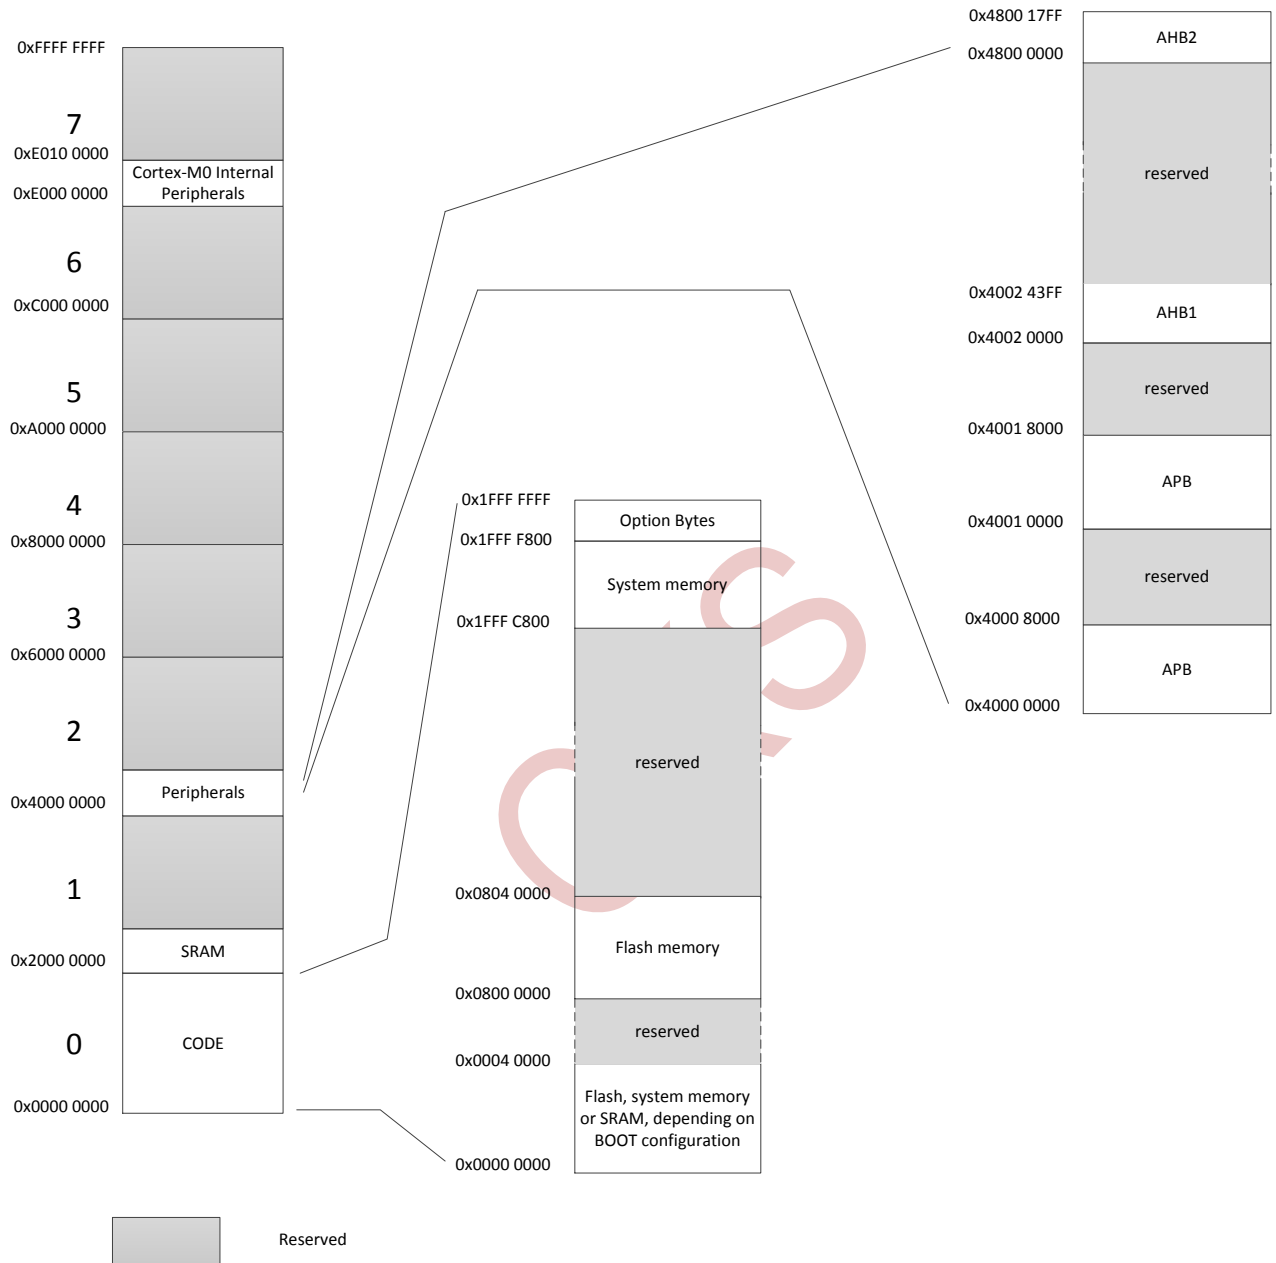 0xFFFF FFFF
7
0xE010 0000
Cortex-M0 Internal
Peripherals
0xE000 0000
6
0xC000 0000
5
0xA000 0000
4
0x8000 0000
3
0x6000 0000
2
Peripherals
0x4000 0000
1
SRAM
0x2000 0000
0
CODE
0x0000 0000
Reserved
0x1FFF FFFF
Option Bytes
0x1FFF F800
System memory
0x1FFF C800
reserved
0x0804 0000
Flash memory
0x0800 0000
reserved
0x0004 0000
Flash, system memory
or SRAM, depending on
BOOT configuration
0x0000 0000
0x4800 17FF
AHB2
0x4800 0000
reserved
0x4002 43FF
AHB1
0x4002 0000
reserved
0x4001 8000
APB
0x4001 0000
reserved
0x4000 8000
APB
0x4000 0000